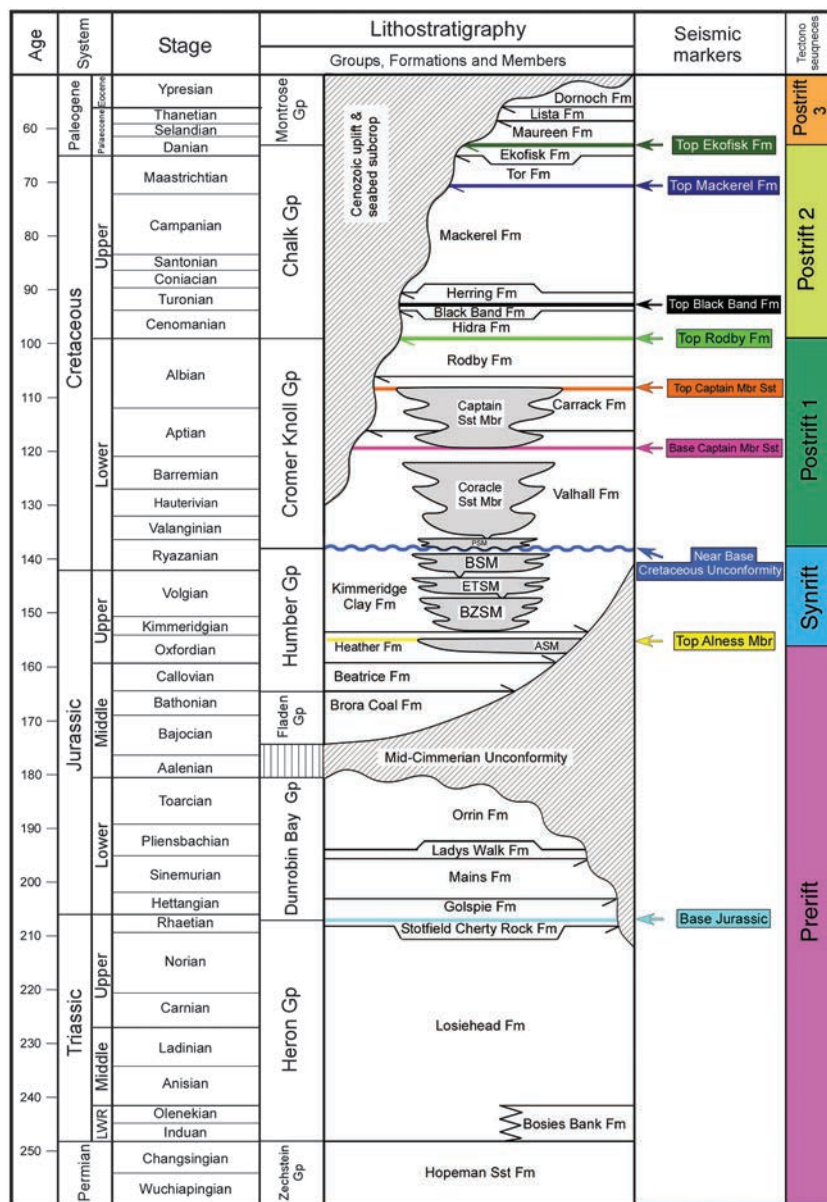 Age
System
Stage
Lithostratigraphy
Groups, Formations and Members
Seismic
markers
Tectono
seuqneces
60
70
80
90
100
110
120
130
140
150
160
170
180
190
200
210
220
230
240
250
Paleogene
Cretaceous
Jurassic
Triassic
Permian
Eocene
Palaeocene
Upper
Lower
Upper
Middle
Lower
Upper
Middle
LWR
Ypresian
Thanetian
Selandian
Danian
Maastrichtian
Campanian
Santonian
Coniacian
Turonian
Cenomanian
Albian
Aptian
Barremian
Hauterivian
Valanginian
Ryazanian
Volgian
Kimmeridgian
Oxfordian
Callovian
Bathonian
Bajocian
Aalenian
Toarcian
Pliensbachian
Sinemurian
Hettangian
Rhaetian
Norian
Carnian
Ladinian
Anisian
Olenekian
Induan
Changsingian
Wuchiapingian
Montrose
Gp
Chalk Gp
Cromer Knoll Gp
Humber Gp
Fladen
Gp
Dunrobin Bay Gp
Heron Gp
Zechstein
Gp
Cenozoic uplift &
seabed subcrop
Dornoch Fm
Lista Fm
Maureen Fm
Ekofisk Fm
Tor Fm
Mackerel Fm
Herring Fm
Black Band Fm
Hidra Fm
Rodby Fm
Captain
Sst Mbr
Carrack Fm
Coracle
Sst Mbr
Valhall Fm
PSM
BSM
Kimmeridge
Clay Fm
ETSM
BZSM
Heather Fm
ASM
Beatrice Fm
Brora Coal Fm
Mid-Cimmerian Unconformity
Orrin Fm
Ladys Walk Fm
Mains Fm
Golspie Fm
Stotfield Cherty Rock Fm
Losiehead Fm
Bosies Bank Fm
Hopeman Sst Fm
Top Ekofisk Fm
Top Mackerel Fm
Top Black Band Fm
Top Rodby Fm
Top Captain Mbr Sst
Base Captain Mbr Sst
Near Base
Cretaceous Unconformity
Top Alness Mbr
Base Jurassic
Postrift
3
Postrift 2
Postrift 1
Synrift
Prerift